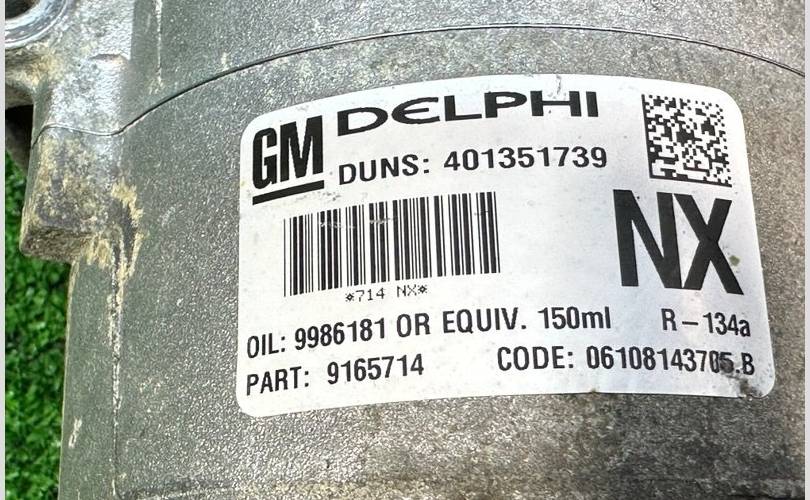 GM DELPHI
DUNS: 401351739
NX
*714 NX*
OIL: 9986181 OR EQUIV. 150ml R-134a
PART: 9165714 CODE: 06108143705.B